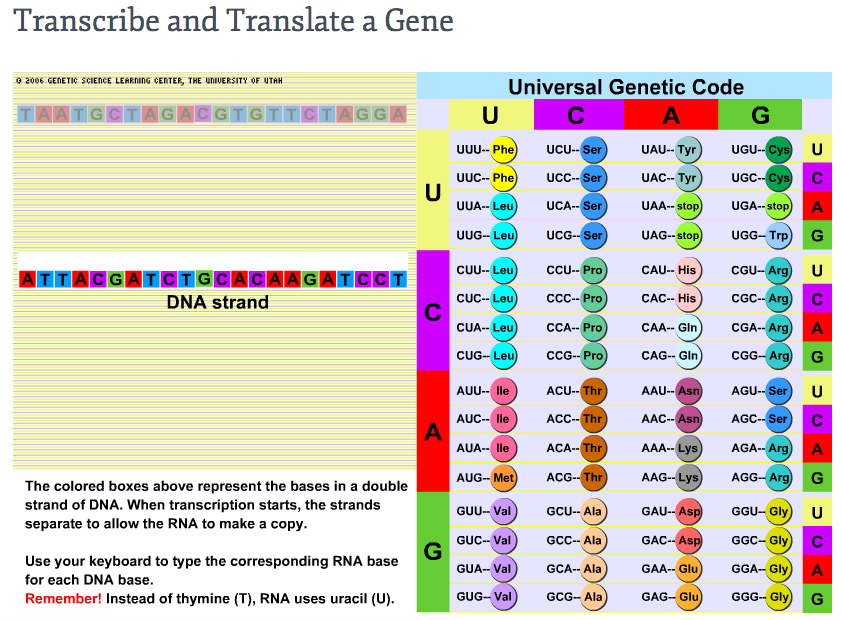 Transcribe and Translate a Gene
© 2006 GENETIC SCIENCE LEARNING CENTER, THE UNIVERSITY OF UTAH
TAATGCTAGACGTGTTCTAGGA
ATTACGATCTGCACAAGATCCT
DNA strand
The colored boxes above represent the bases in a double
strand of DNA. When transcription starts, the strands
separate to allow the RNA to make a copy.
Use your keyboard to type the corresponding RNA base
for each DNA base.
Remember! Instead of thymine (T), RNA uses uracil (U).
Universal Genetic Code
U C A G
U
UUU--Phe UCU--Ser UAU--Tyr UGU--Cys U
UUC--Phe UCC--Ser UAC--Tyr UGC--Cys C
UUA--Leu UCA--Ser UAA--stop UGA--stop A
UUG--Leu UCG--Ser UAG--stop UGG--Trp G
C
CUU--Leu CCU--Pro CAU--His CGU--Arg U
CUC--Leu CCC--Pro CAC--His CGC--Arg C
CUA--Leu CCA--Pro CAA--Gln CGA--Arg A
CUG--Leu CCG--Pro CAG--Gln CGG--Arg G
A
AUU--Ile ACU--Thr AAU--Asn AGU--Ser U
AUC--Ile ACC--Thr AAC--Asn AGC--Ser C
AUA--Ile ACA--Thr AAA--Lys AGA--Arg A
AUG--Met ACG--Thr AAG--Lys AGG--Arg G
G
GUU--Val GCU--Ala GAU--Asp GGU--Gly U
GUC--Val GCC--Ala GAC--Asp GGC--Gly C
GUA--Val GCA--Ala GAA--Glu GGA--Gly A
GUG--Val GCG--Ala GAG--Glu GGG--Gly G